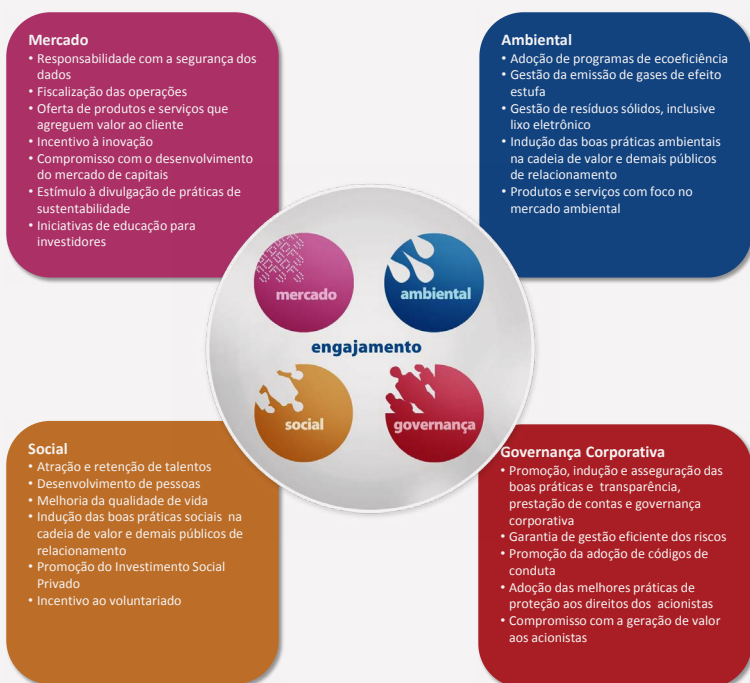 Mercado
• Responsabilidade com a segurança dos
dados
• Fiscalização das operações
• Oferta de produtos e serviços que
agreguem valor ao cliente
• Incentivo à inovação
• Compromisso com o desenvolvimento
do mercado de capitais
• Estímulo à divulgação de práticas de
sustentabilidade
• Iniciativas de educação para
investidores
Ambiental
• Adoção de programas de ecoeficiência
• Gestão da emissão de gases de efeito
estufa
• Gestão de resíduos sólidos, inclusive
lixo eletrônico
• Indução das boas práticas ambientais
na cadeia de valor e demais públicos
de relacionamento
• Produtos e serviços com foco no
mercado ambiental
mercado
ambiental
engajamento
social
governança
Social
• Atração e retenção de talentos
• Desenvolvimento de pessoas
• Melhoria da qualidade de vida
• Indução das boas práticas sociais na
cadeia de valor e demais públicos de
relacionamento
• Promoção do Investimento Social
Privado
• Incentivo ao voluntariado
Governança Corporativa
• Promoção, indução e asseguração das
boas práticas e transparência,
prestação de contas e governança
corporativa
• Garantia de gestão eficiente dos riscos
• Promoção da adoção de códigos de
conduta
• Adoção das melhores práticas de
proteção aos direitos dos acionistas
• Compromisso com a geração de valor
aos acionistas